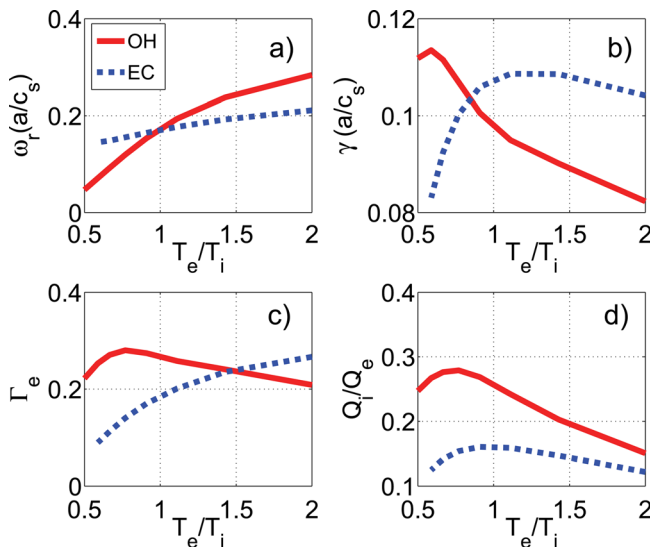 0.4
OH
EC
a)
0.2
0
ω_r(a/c_s)
0.5 1 1.5 2
T_e/T_i
0.12
b)
0.1
0.08
γ (a/c_s)
0.5 1 1.5 2
T_e/T_i
0.4
c)
0.2
0
Γ_e
0.5 1 1.5 2
T_e/T_i
0.4
d)
0.3
0.2
0.1
Q_i/Q_e
0.5 1 1.5 2
T_e/T_i